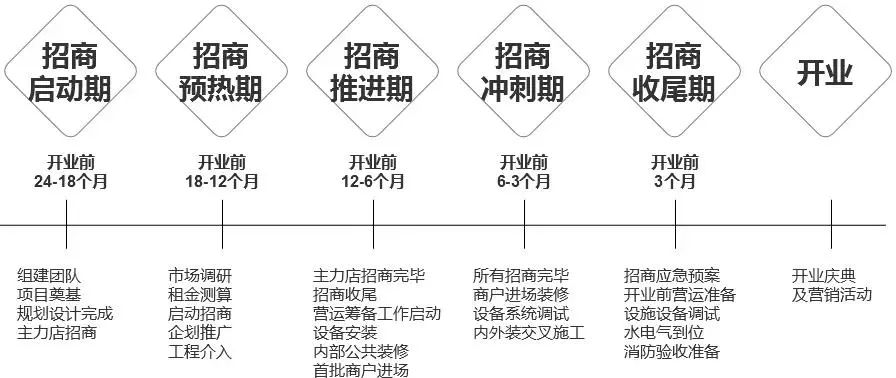 招商
启动期
招商
预热期
招商
推进期
招商
冲刺期
招商
收尾期
开业
开业前
24-18个月
开业前
18-12个月
开业前
12-6个月
开业前
6-3个月
开业前
3个月
组建团队
项目奠基
规划设计完成
主力店招商
市场调研
租金测算
启动招商
企划推广
工程介入
主力店招商完毕
招商收尾
营运筹备工作启动
设备安装
内部公共装修
首批商户进场
所有招商完毕
商户进场装修
设备系统调试
内外装交叉施工
招商应急预案
开业前营运准备
设施设备调试
水电气到位
消防验收准备
开业庆典
及营销活动